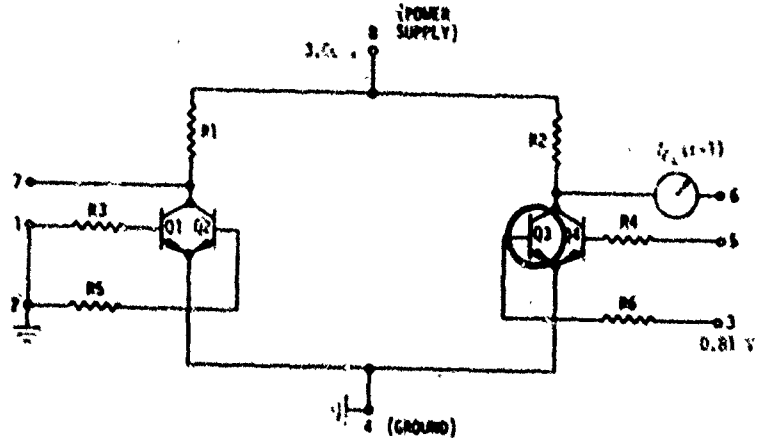 (POWER
8 SUPPLY)
R1
R2
7
6
1
R3
Q1 Q2
Q3 Q4
R4
5
2
R5
R6
3
0.81 V
4 (GROUND)